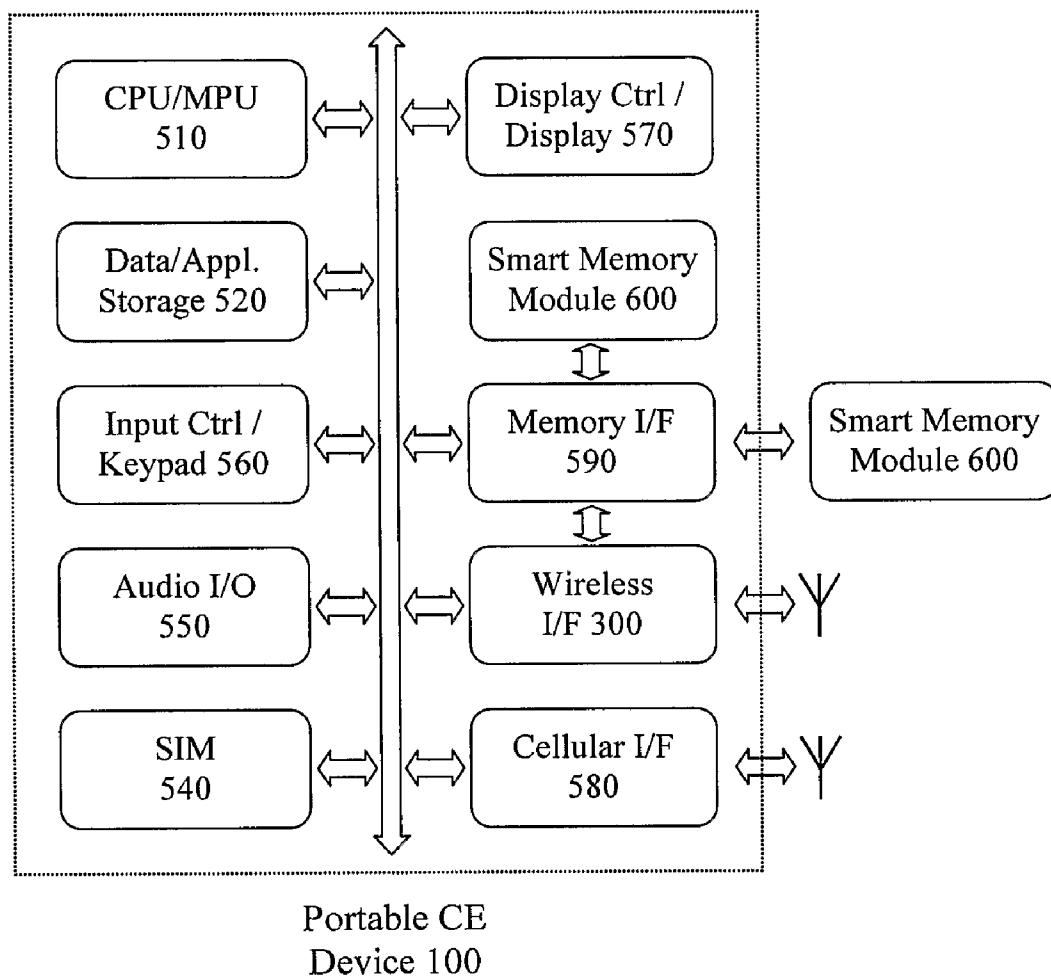 CPU/MPU
510
Display Ctrl /
Display 570
Data/Appl.
Storage 520
Smart Memory
Module 600
Input Ctrl /
Keypad 560
Memory I/F
590
Smart Memory
Module 600
Audio I/O
550
Wireless
I/F 300
SIM
540
Cellular I/F
580
Portable CE
Device 100